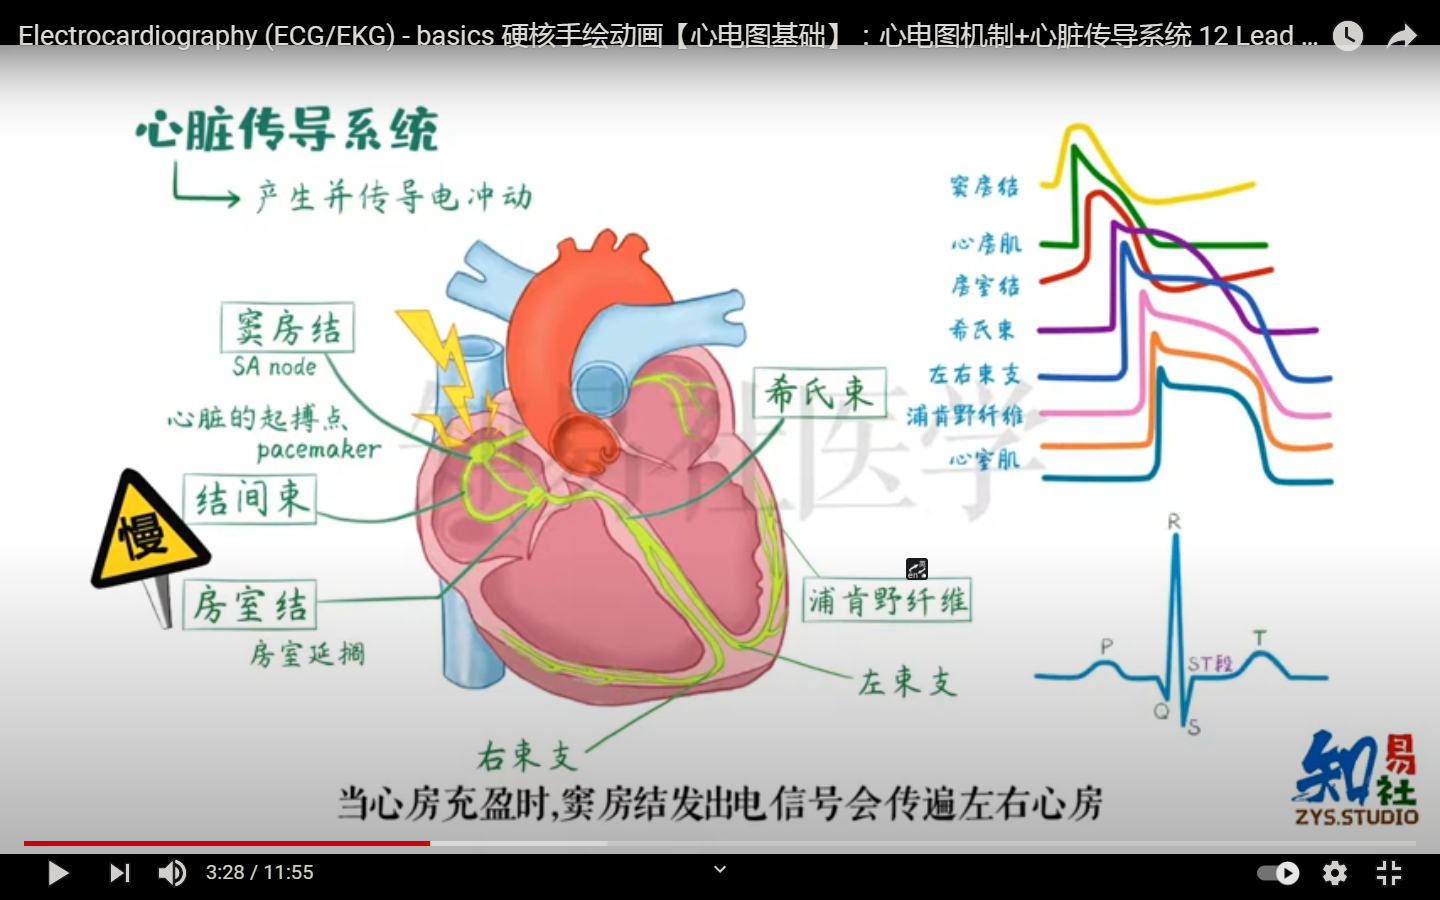 Electrocardiography (ECG/EKG) - basics 硬核手绘动画【心电图基础】：心电图机制+心脏传导系统 12 Lead ...
心脏传导系统
产生并传导电冲动
窦房结
SA node
心脏的起搏点
pacemaker
结间束
慢
房室结
房室延搁
右束支
希氏束
浦肯野纤维
左束支
窦房结
心房肌
房室结
希氏束
左右束支
浦肯野纤维
心室肌
R
P
ST段
T
Q
S
知易社医学
当心房充盈时,窦房结发出电信号会传遍左右心房
知易社
ZYS.STUDIO
3:28 / 11:55